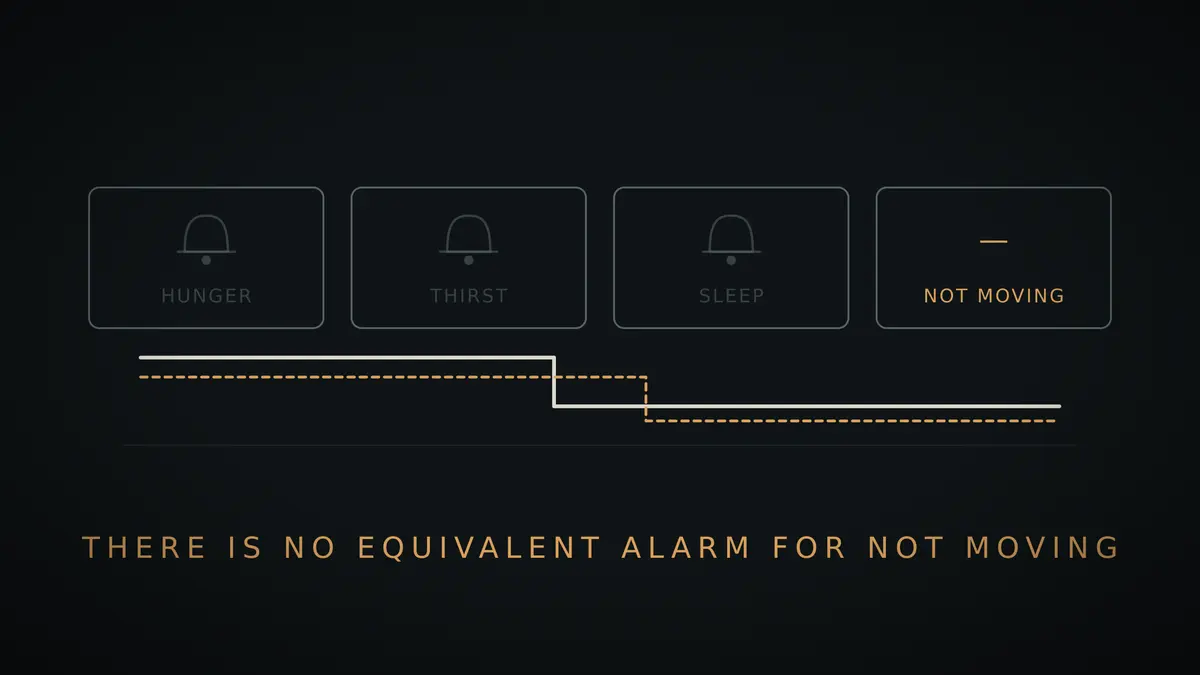 HUNGER
THIRST
SLEEP
NOT MOVING
THERE IS NO EQUIVALENT ALARM FOR NOT MOVING